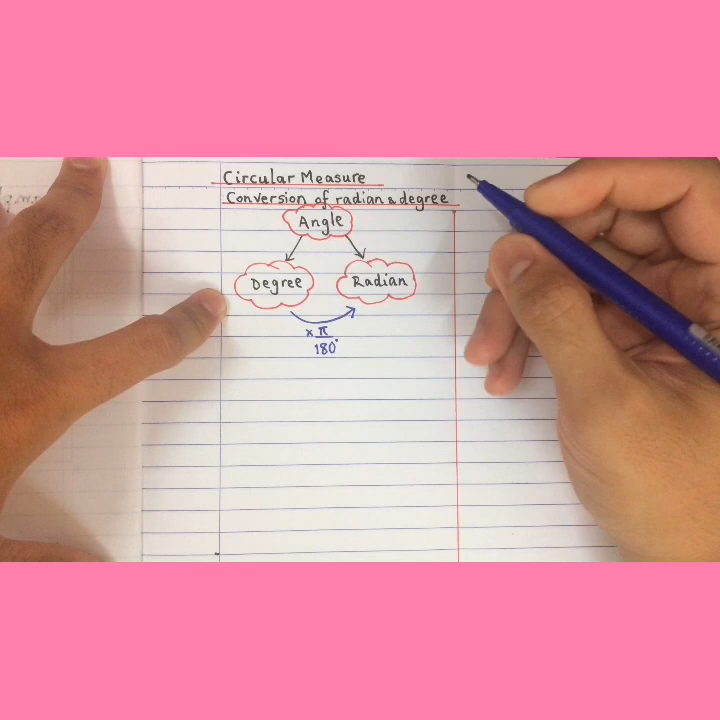 Circular Measure
Conversion of radian & degree
Angle
Degree
Radian
× π
180°